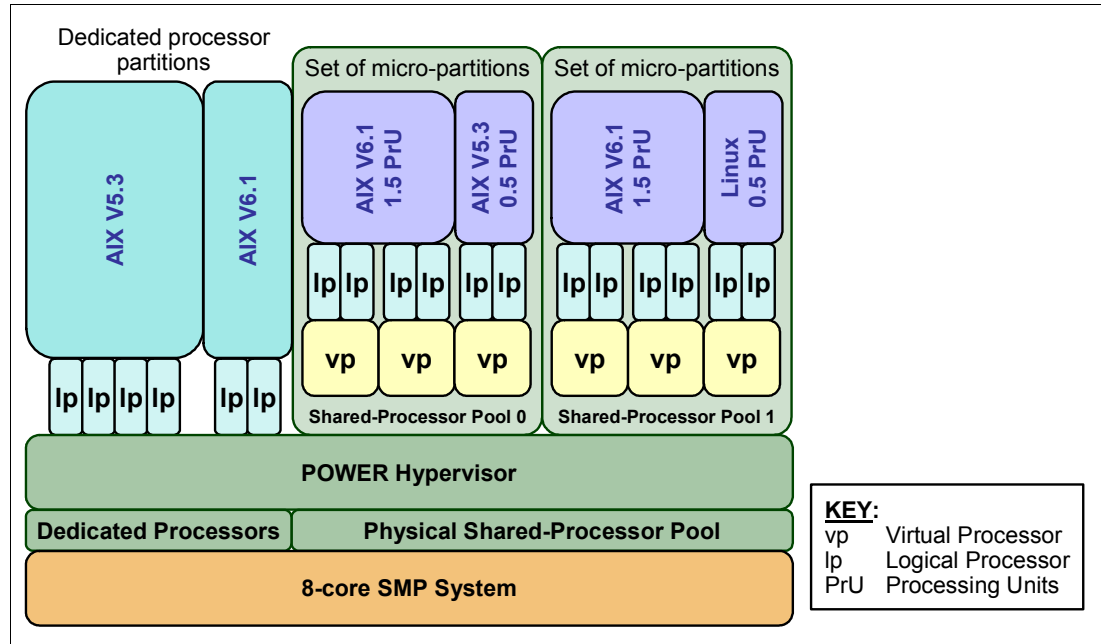 Dedicated processor
partitions
AIX V5.3
AIX V6.1
Set of micro-partitions
AIX V6.1
1.5 PrU
AIX V5.3
0.5 PrU
Set of micro-partitions
AIX V6.1
1.5 PrU
Linux
0.5 PrU
lp lp lp lp
lp lp
lp lp lp lp lp lp
lp lp lp lp lp lp
vp vp vp
vp vp vp
Shared-Processor Pool 0
Shared-Processor Pool 1
POWER Hypervisor
Dedicated Processors
Physical Shared-Processor Pool
8-core SMP System
KEY:
vp Virtual Processor
lp Logical Processor
PrU Processing Units